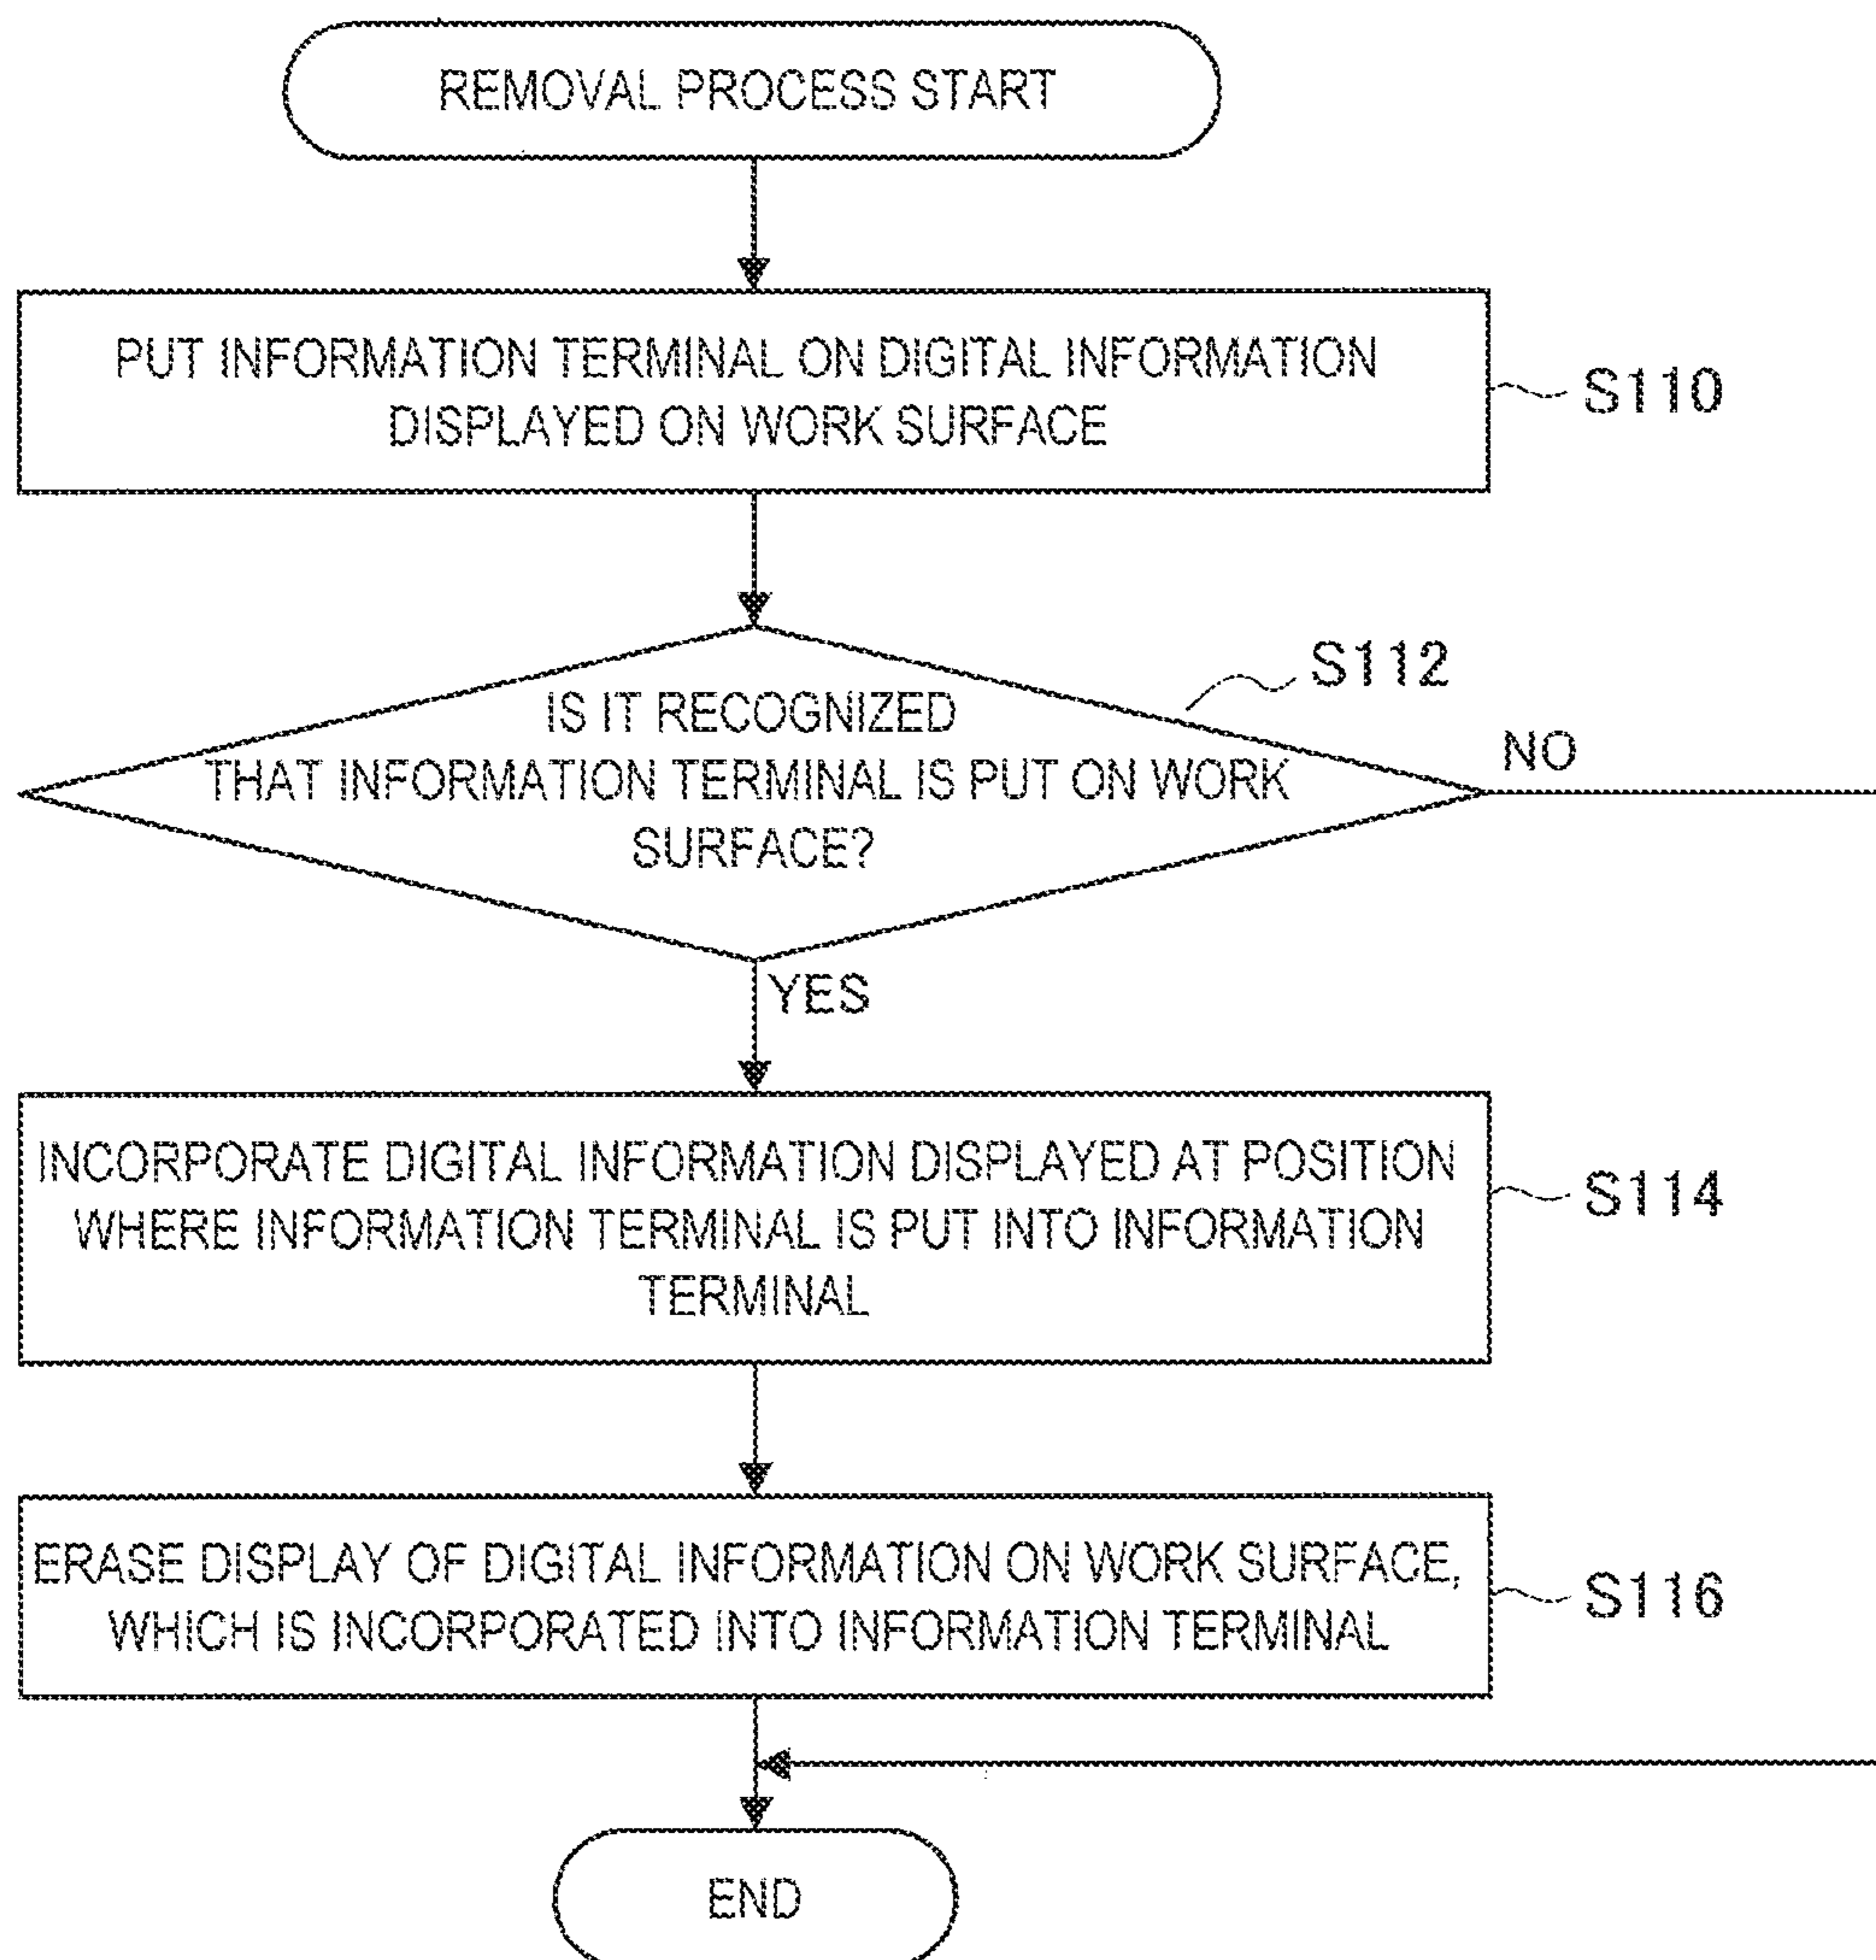 REMOVAL PROCESS START
PUT INFORMATION TERMINAL ON DIGITAL INFORMATION
DISPLAYED ON WORK SURFACE
S110
S112
IS IT RECOGNIZED
THAT INFORMATION TERMINAL IS PUT ON WORK
SURFACE?
NO
YES
INCORPORATE DIGITAL INFORMATION DISPLAYED AT POSITION
WHERE INFORMATION TERMINAL IS PUT INTO INFORMATION
TERMINAL
S114
ERASE DISPLAY OF DIGITAL INFORMATION ON WORK SURFACE,
WHICH IS INCORPORATED INTO INFORMATION TERMINAL
S116
END